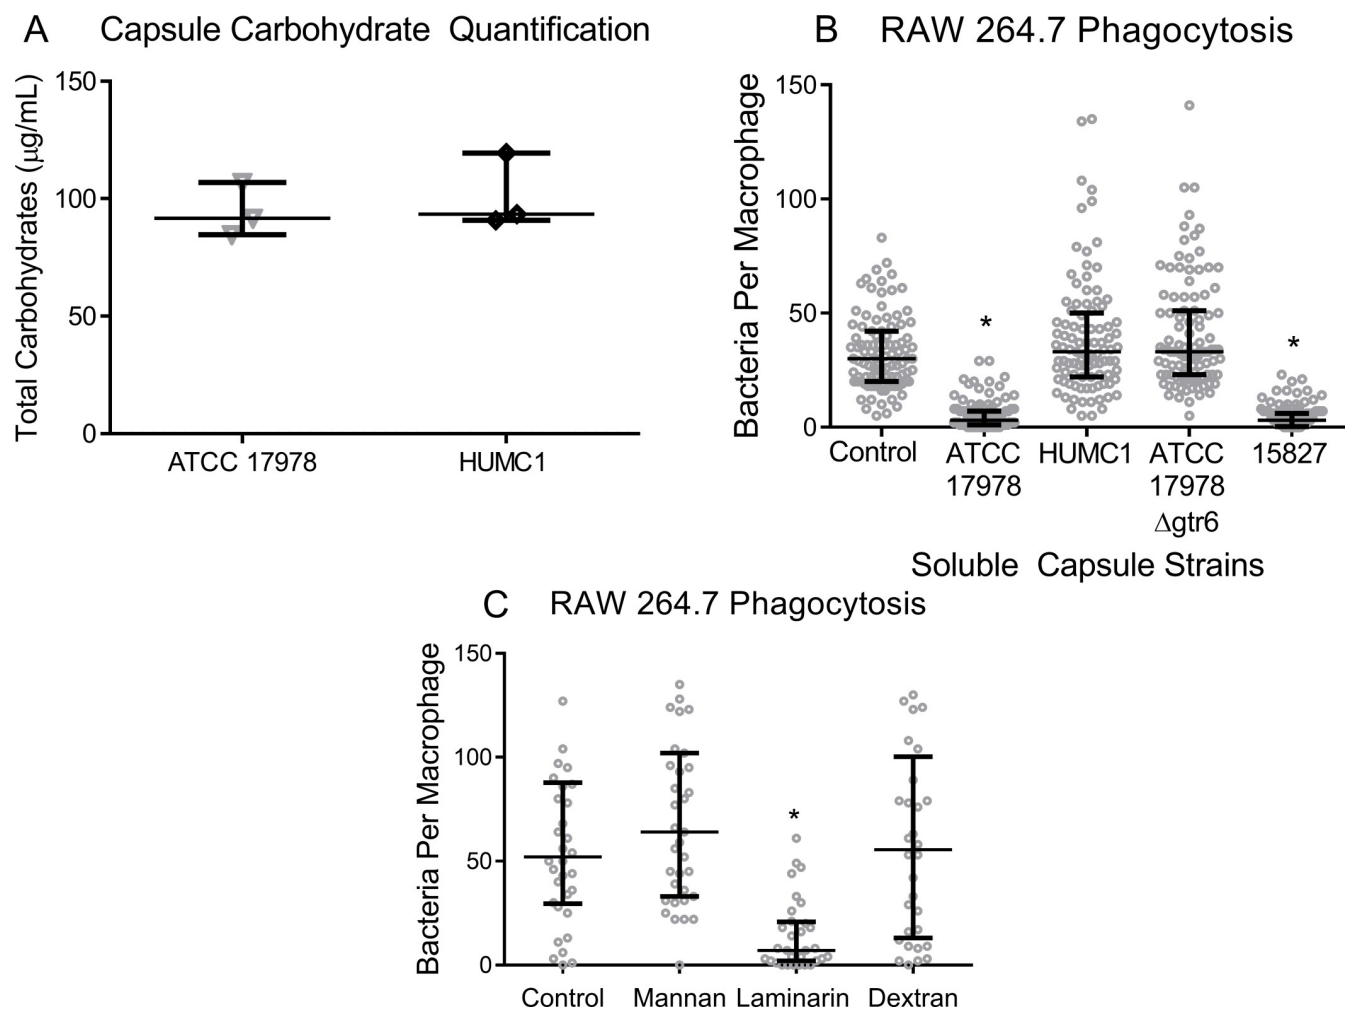 A Capsule Carbohydrate Quantification
Total Carbohydrates (μg/mL)
150
100
50
0
ATCC 17978 HUMC1
B RAW 264.7 Phagocytosis
Bacteria Per Macrophage
150
100
50
0
* *
Control ATCC HUMC1 ATCC 15827
17978 17978
Δgtr6
Soluble Capsule Strains
C RAW 264.7 Phagocytosis
Bacteria Per Macrophage
150
100
50
0
*
Control Mannan Laminarin Dextran